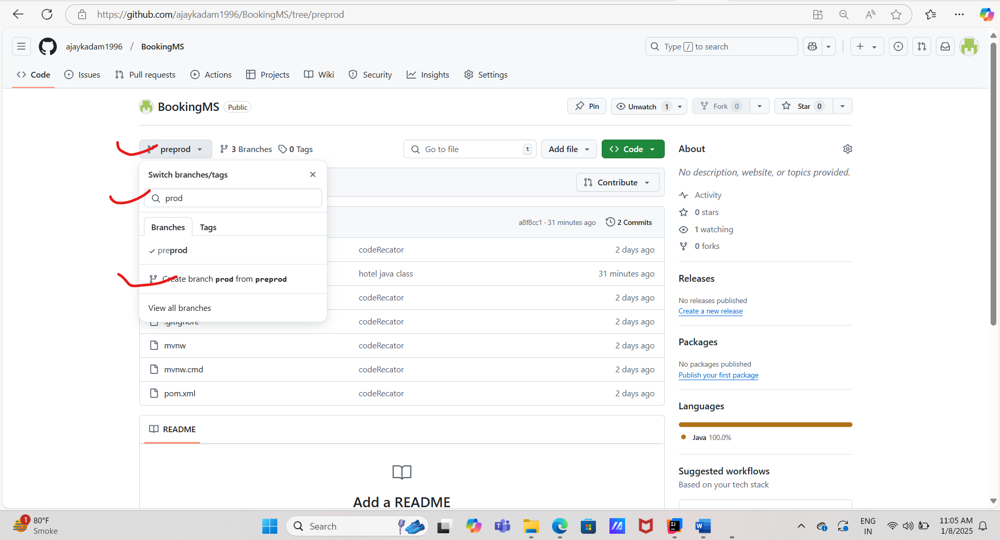 https://github.com/ajaykadam1996/BookingMS/tree/preprod
ajaykadam1996 / BookingMS
Type / to search
Code Issues Pull requests Actions Projects Wiki Security Insights Settings
BookingMS Public
Pin Unwatch 1 Fork 0 Star 0
preprod 3 Branches 0 Tags Go to file t Add file Code
Switch branches/tags
Contribute
prod
Branches Tags
a8f8cc1 · 31 minutes ago 2 Commits
preprod
codeRecator 2 days ago
hotel java class 31 minutes ago
Create branch prod from preprod
codeRecator 2 days ago
View all branches
.gitignore codeRecator 2 days ago
mvnw codeRecator 2 days ago
mvnw.cmd codeRecator 2 days ago
pom.xml codeRecator 2 days ago
README
Add a README
About
No description, website, or topics provided.
Activity
0 stars
1 watching
0 forks
Releases
No releases published
Create a new release
Packages
No packages published
Publish your first package
Languages
Java 100.0%
Suggested workflows
Based on your tech stack
1
80°F
Smoke
Search
ENG
IN
11:05 AM
1/8/2025